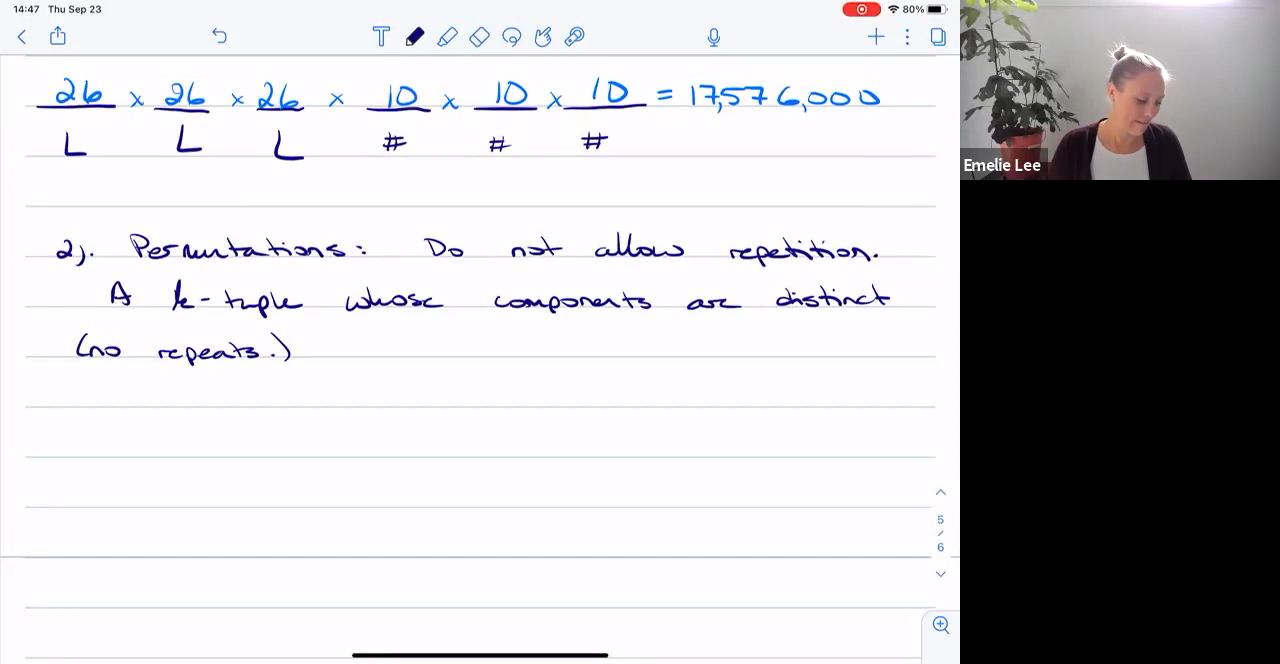 14:47 Thu Sep 23
80%
26 x 26 x 26 x 10 x 10 x 10 = 17,576,000
L L L # # #
Emelie Lee
2). Permutations: Do not allow repetition.
A k-tuple whose components are distinct
(no repeats.)
5
/
6